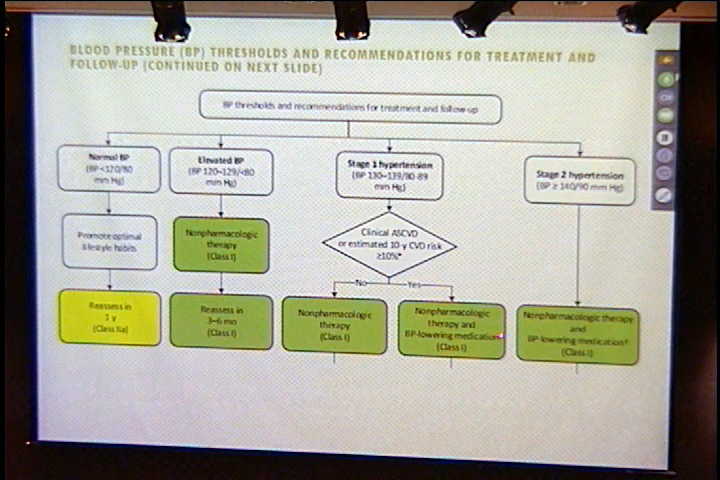 BLOOD PRESSURE (BP) THRESHOLDS AND RECOMMENDATIONS FOR TREATMENT AND
FOLLOW-UP (CONTINUED ON NEXT SLIDE)
BP thresholds and recommendations for treatment and follow-up
Normal BP
(BP <120/80
mm Hg)
Elevated BP
(BP 120–129/<80
mm Hg)
Stage 1 hypertension
(BP 130–139/80-89
mm Hg)
Stage 2 hypertension
(BP ≥ 140/90 mm Hg)
Promote optimal
lifestyle habits
Nonpharmacologic
therapy
(Class I)
Clinical ASCVD
or estimated 10-y CVD risk
≥10%*
No
Yes
Reassess in
1 y
(Class IIa)
Reassess in
3–6 mo
(Class I)
Nonpharmacologic
therapy
(Class I)
Nonpharmacologic
therapy and
BP-lowering medication
(Class I)
Nonpharmacologic therapy
and
BP-lowering medication†
(Class I)